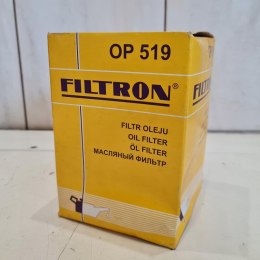 OP 519
FILTRON®
FILTR OLEJU
OIL FILTER
ÖL FILTER
МАСЛЯНЫЙ ФИЛЬТР